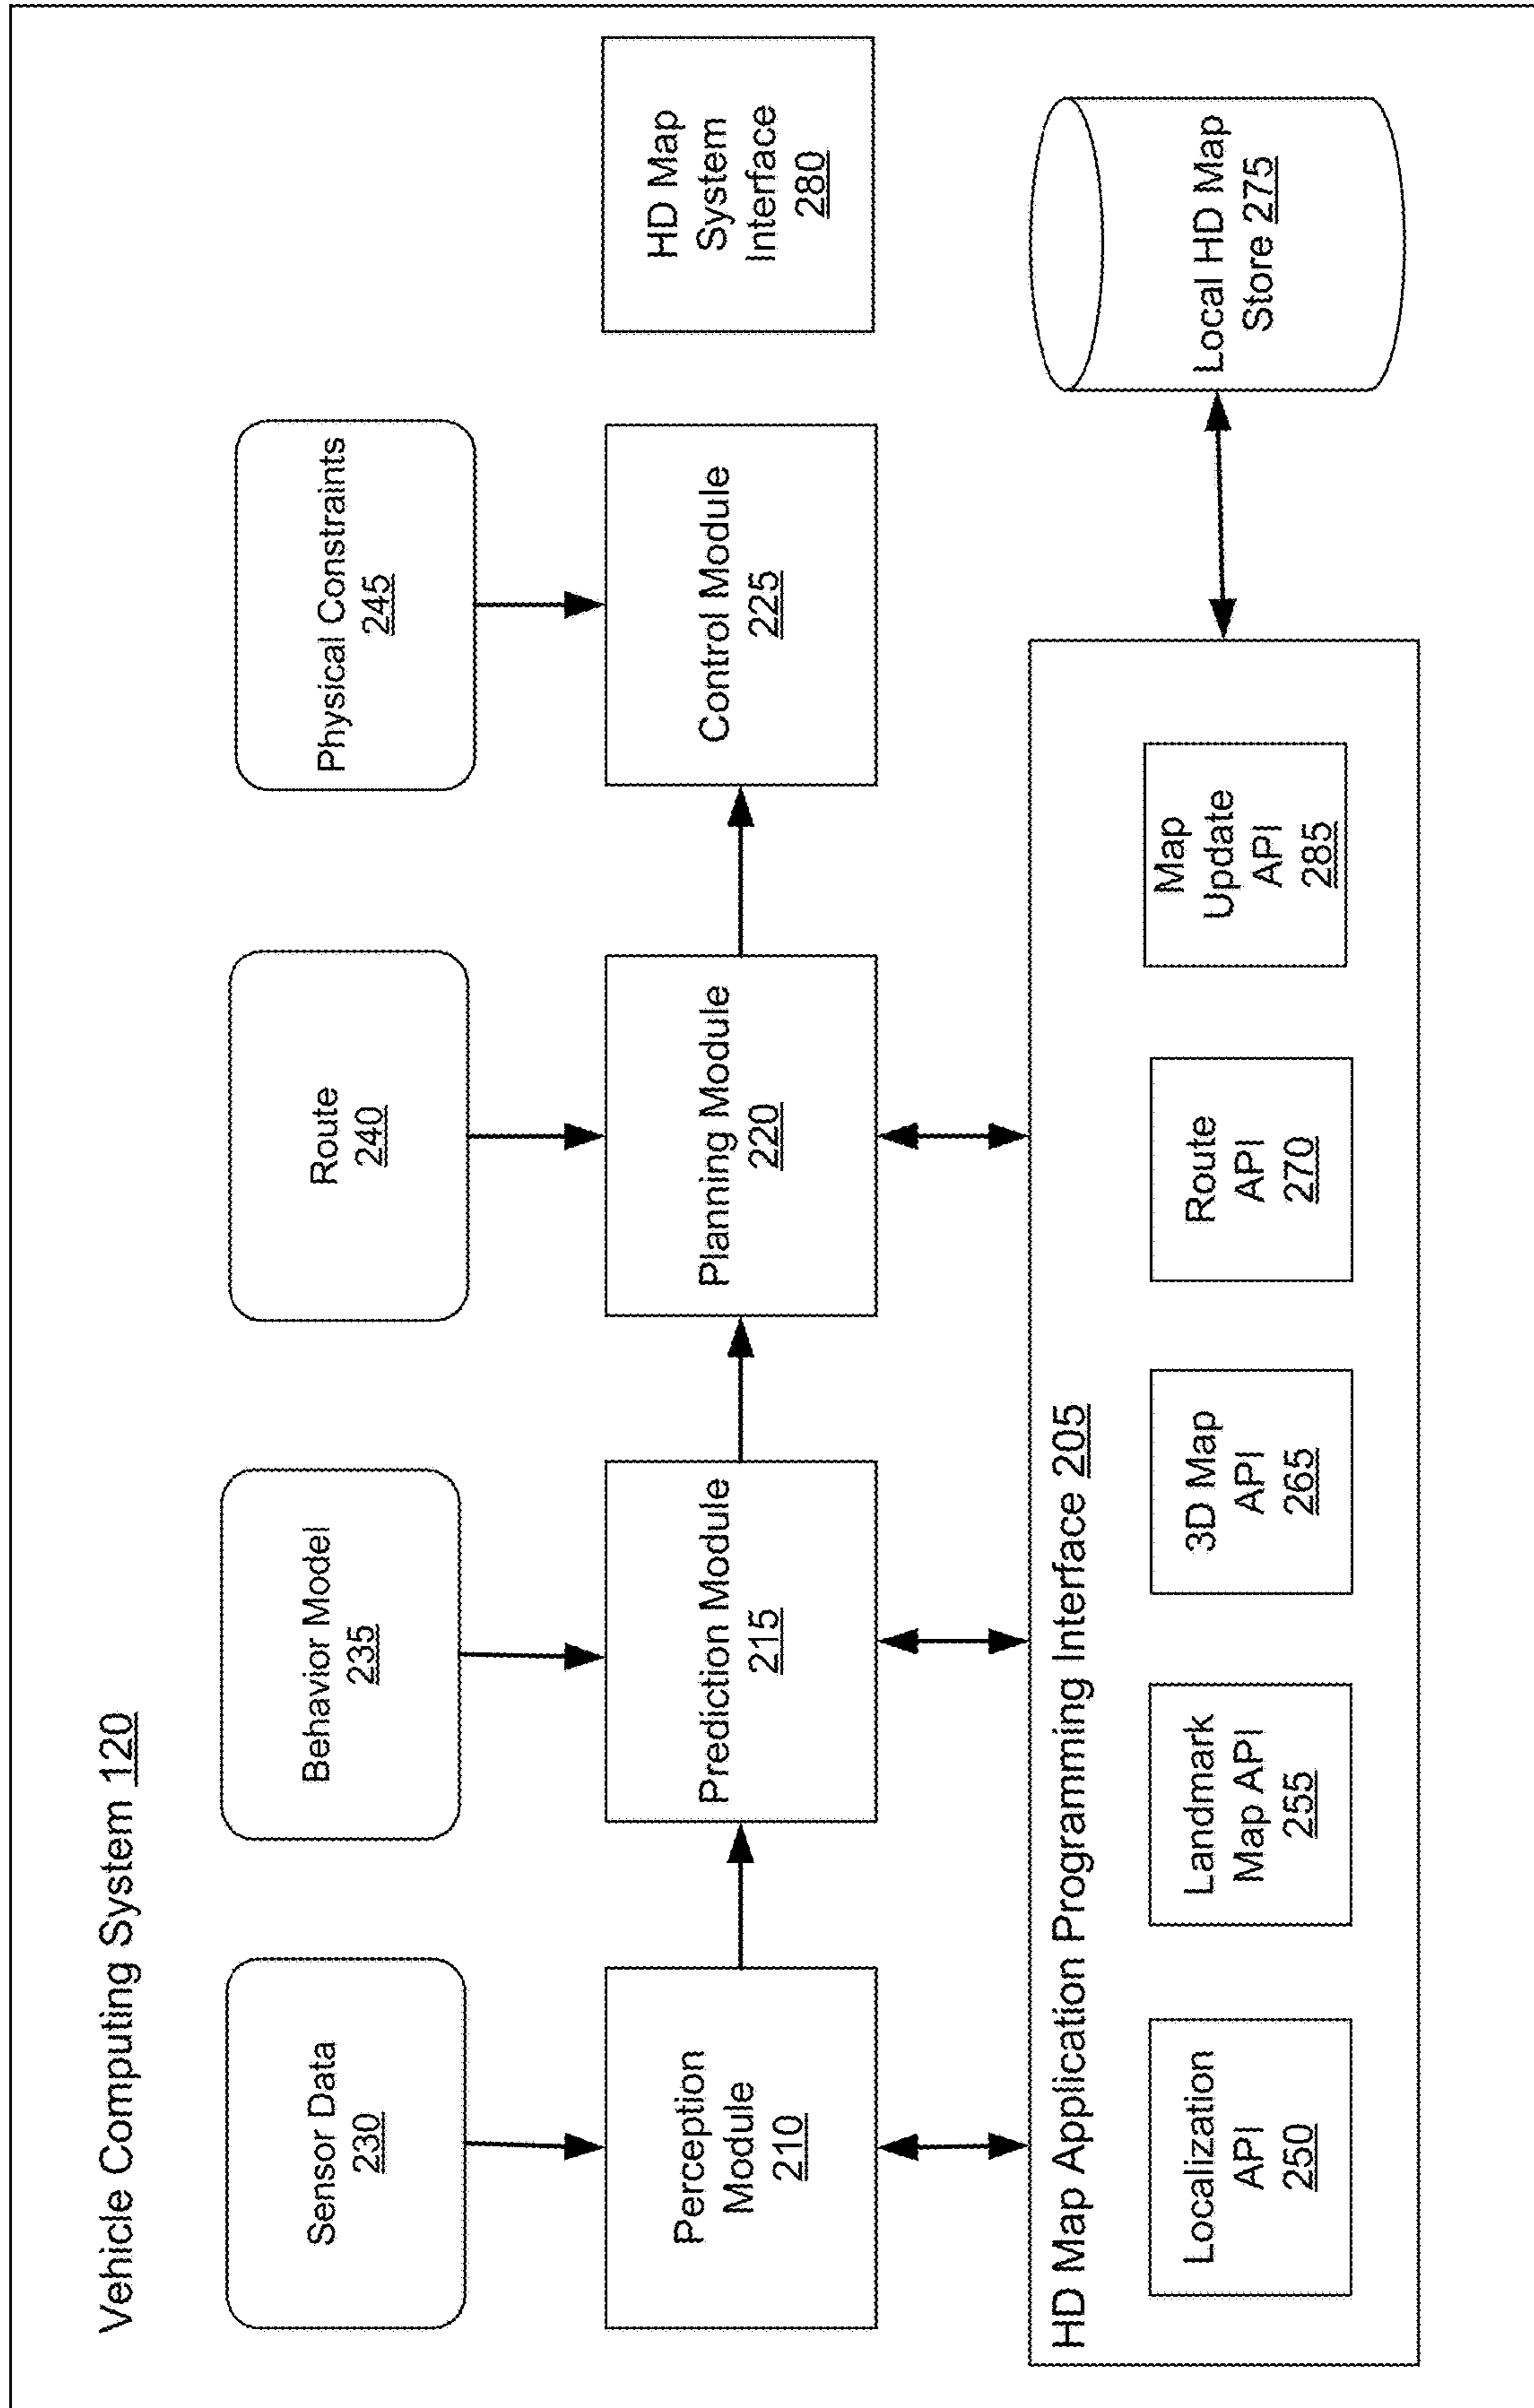 Vehicle Computing System 120
Sensor Data
230
Behavior Model
235
Route
240
Physical Constraints
245
Perception
Module
210
Prediction Module
215
Planning Module
220
Control Module
225
HD Map
System
Interface
280
HD Map Application Programming Interface 205
Localization
API
250
Landmark
Map API
255
3D Map
API
265
Route
API
270
Map
Update
API
285
Local HD Map
Store 275